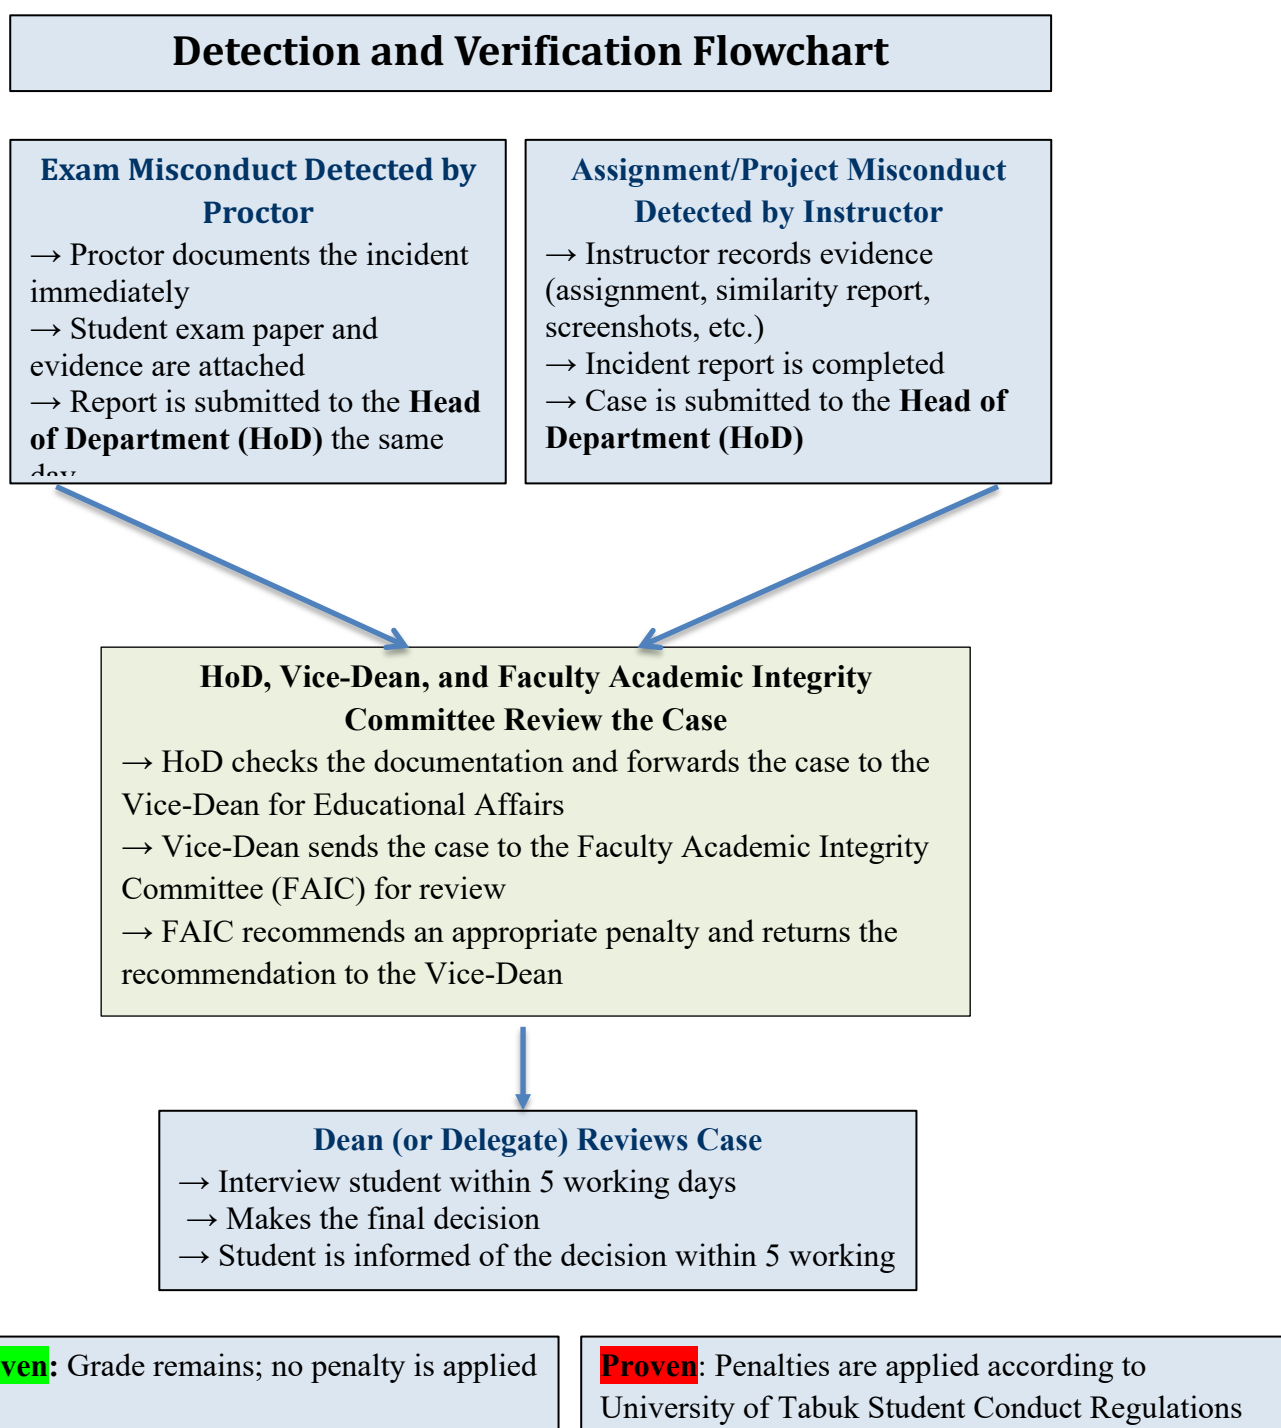 Detection and Verification Flowchart
Exam Misconduct Detected by
Proctor
→ Proctor documents the incident
immediately
→ Student exam paper and
evidence are attached
→ Report is submitted to the Head
of Department (HoD) the same
day
Assignment/Project Misconduct
Detected by Instructor
→ Instructor records evidence
(assignment, similarity report,
screenshots, etc.)
→ Incident report is completed
→ Case is submitted to the Head of
Department (HoD)
HoD, Vice-Dean, and Faculty Academic Integrity
Committee Review the Case
→ HoD checks the documentation and forwards the case to the
Vice-Dean for Educational Affairs
→ Vice-Dean sends the case to the Faculty Academic Integrity
Committee (FAIC) for review
→ FAIC recommends an appropriate penalty and returns the
recommendation to the Vice-Dean
Dean (or Delegate) Reviews Case
→ Interview student within 5 working days
→ Makes the final decision
→ Student is informed of the decision within 5 working
ven: Grade remains; no penalty is applied
Proven: Penalties are applied according to
University of Tabuk Student Conduct Regulations